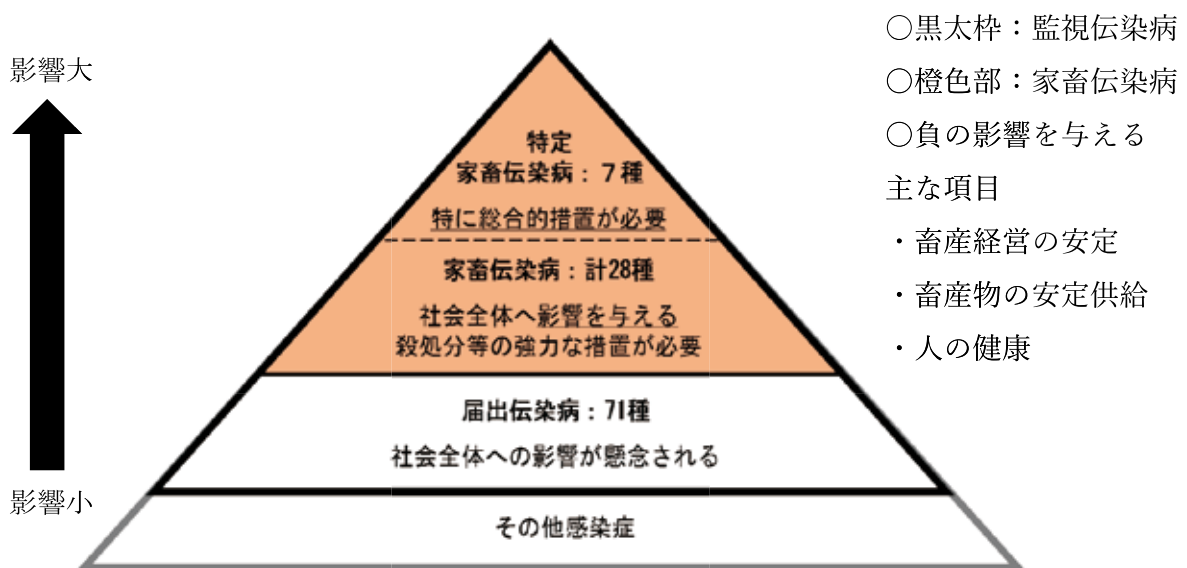 影響大
影響小
特定
家畜伝染病：７種
特に総合的措置が必要
家畜伝染病：計28種
社会全体へ影響を与える
殺処分等の強力な措置が必要
届出伝染病：71種
社会全体への影響が懸念される
その他感染症
○黒太枠：監視伝染病
○橙色部：家畜伝染病
○負の影響を与える
主な項目
・畜産経営の安定
・畜産物の安定供給
・人の健康